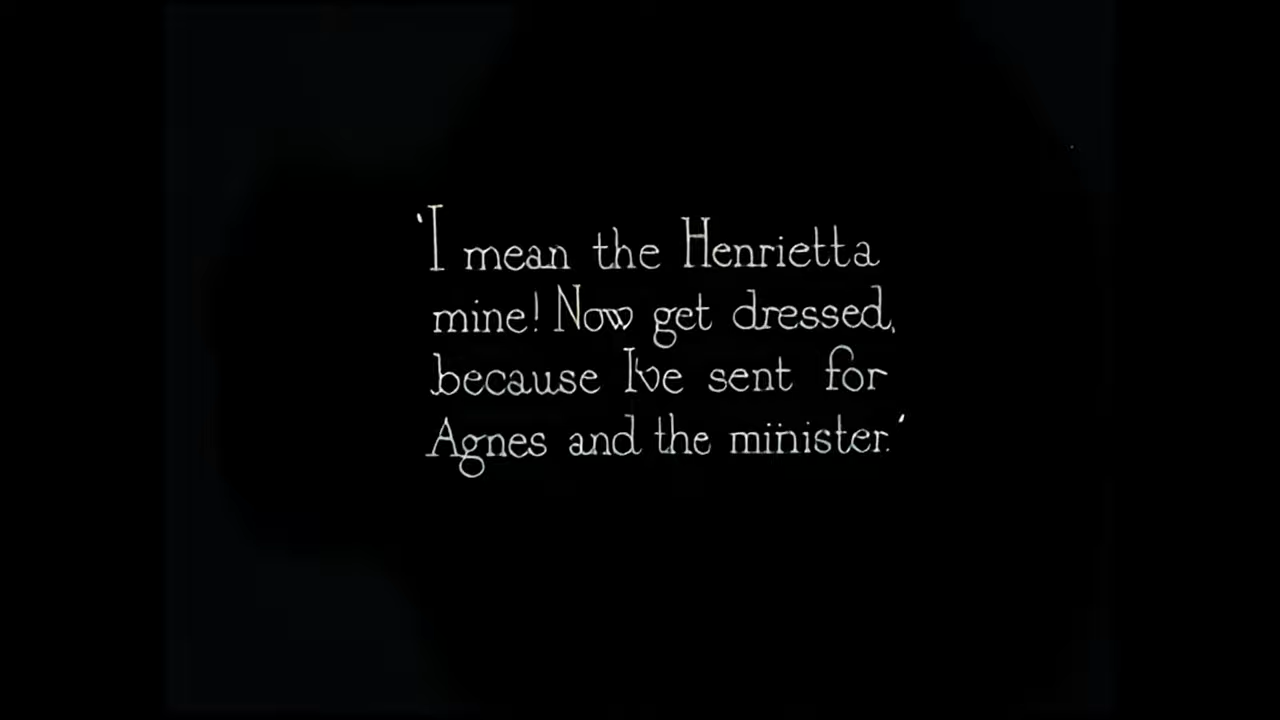 'I mean the Henrietta
mine! Now get dressed,
because I've sent for
Agnes and the minister.'